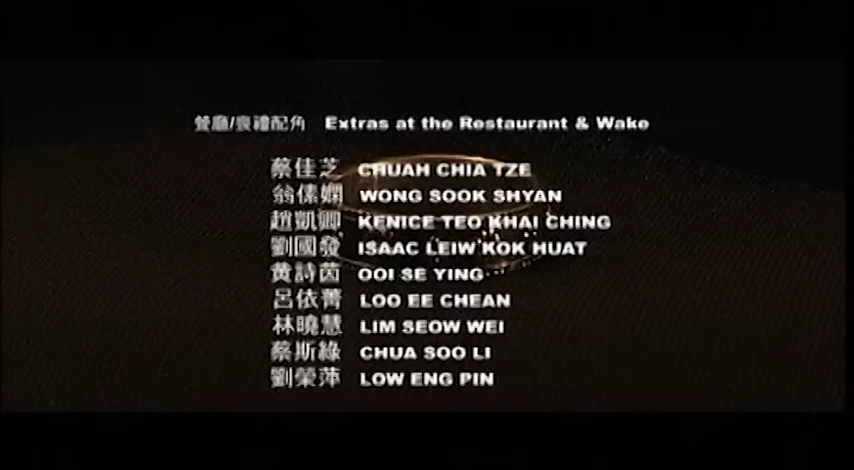 餐廳/喪禮配角 Extras at the Restaurant & Wake
蔡佳芝 CHUAH CHIA TZE
翁傃嫻 WONG SOOK SHYAN
趙凱卿 KENICE TEO KHAI CHING
劉國發 ISAAC LEIW KOK HUAT
黄詩茵 OOI SE YING
呂依菁 LOO EE CHEAN
林曉慧 LIM SEOW WEI
蔡斯綠 CHUA SOO LI
劉榮萍 LOW ENG PIN